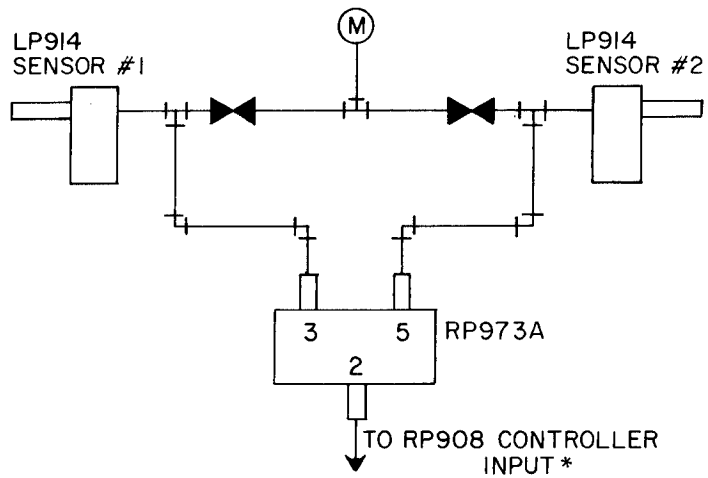 M
LP914
SENSOR #1
LP914
SENSOR #2
3
5
RP973A
2
TO RP908 CONTROLLER
INPUT *